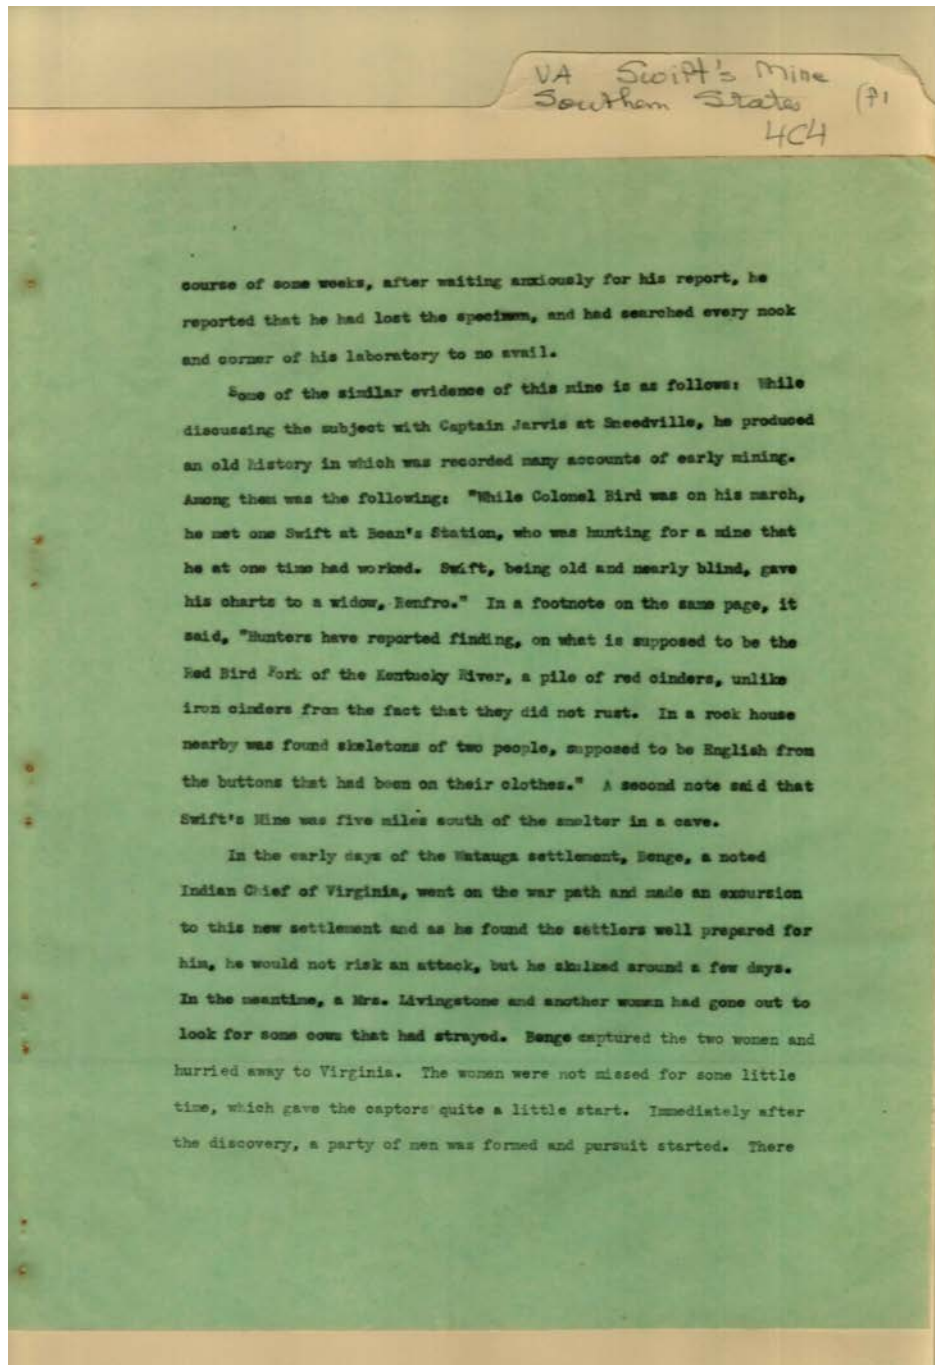 VA Swift's Mine
Southern States (P1
4C4
course of some weeks, after waiting anxiously for his report, he
reported that he had lost the specimen, and had searched every nook
and corner of his laboratory to no avail.
Some of the similar evidence of this mine is as follows: While
discussing the subject with Captain Jarvis at Sneedville, he produced
an old history in which was recorded many accounts of early mining.
Among them was the following: "While Colonel Bird was on his march,
he met one Swift at Bean's Station, who was hunting for a mine that
he at one time had worked. Swift, being old and nearly blind, gave
his charts to a widow, Renfro." In a footnote on the same page, it
said, "Hunters have reported finding, on what is supposed to be the
Red Bird Fork of the Kentucky River, a pile of red cinders, unlike
iron cinders from the fact that they did not rust. In a rock house
nearby was found skeletons of two people, supposed to be English from
the buttons that had been on their clothes." A second note said that
Swift's Mine was five miles south of the smelter in a cave.
In the early days of the Watauga settlement, Benge, a noted
Indian Chief of Virginia, went on the war path and made an excursion
to this new settlement and as he found the settlers well prepared for
him, he would not risk an attack, but he skulked around a few days.
In the meantime, a Mrs. Livingstone and another women had gone out to
look for some cows that had strayed. Benge captured the two women and
hurried away to Virginia. The women were not missed for some little
time, which gave the captors quite a little start. Immediately after
the discovery, a party of men was formed and pursuit started. There